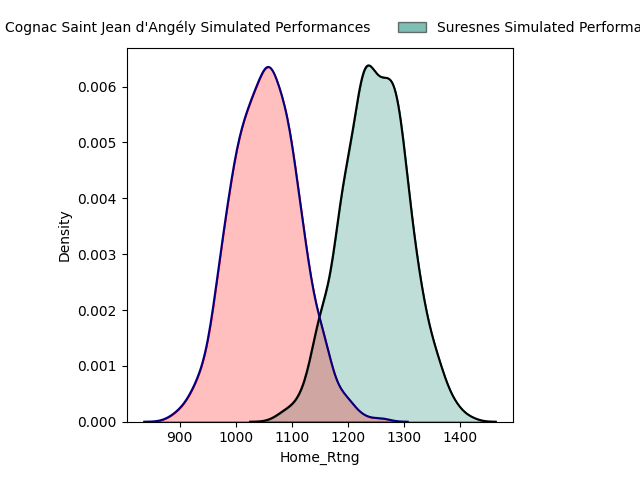 Cognac Saint Jean d'Angély Simulated Performances
Suresnes Simulated Performa
0.006
0.005
0.004
0.003
0.002
0.001
0.000
Density
900 1000 1100 1200 1300 1400
Home_Rtng